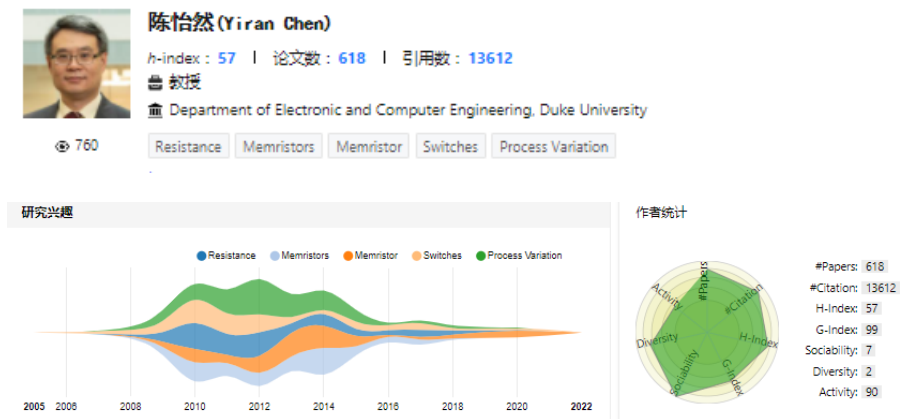 陈怡然(Yiran Chen)
h-index : 57 | 论文数 : 618 | 引用数 : 13612
教授
Department of Electronic and Computer Engineering, Duke University
760
Resistance Memristors Memristor Switches Process Variation
研究兴趣
Resistance Memristors Memristor Switches Process Variation
2005 2006 2008 2010 2012 2014 2016 2018 2020 2022
作者统计
#Papers
#Citation
H-Index
G-Index
Sociability
Diversity
Activity
#Papers: 618
#Citation: 13612
H-Index: 57
G-Index: 99
Sociability: 7
Diversity: 2
Activity: 90